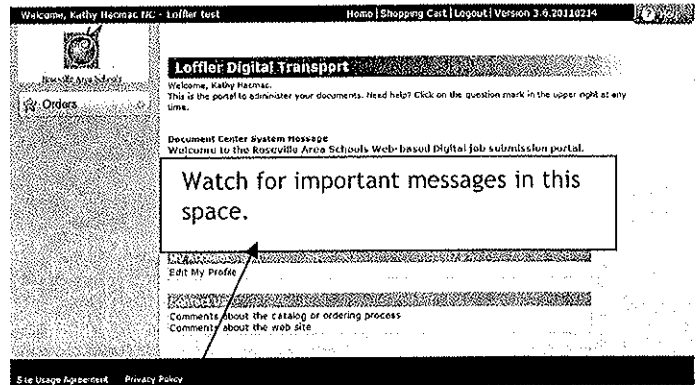 Welcome, Kathy Hacmac NC - Loffler test
Home | Shopping Cart | Logout | Version 3.6.20110214
Roseville Area Schools
Orders
Loffler Digital Transport
Welcome, Kathy Hacmac.
This is the portal to administer your documents. Need help? Click on the question mark in the upper right at any
time.
Document Center System Message
Welcome to the Roseville Area Schools Web-based Digital job submission portal.
Watch for important messages in this
space.
Edit My Profile
Comments about the catalog or ordering process
Comments about the web site
Site Usage Agreement Privacy Policy